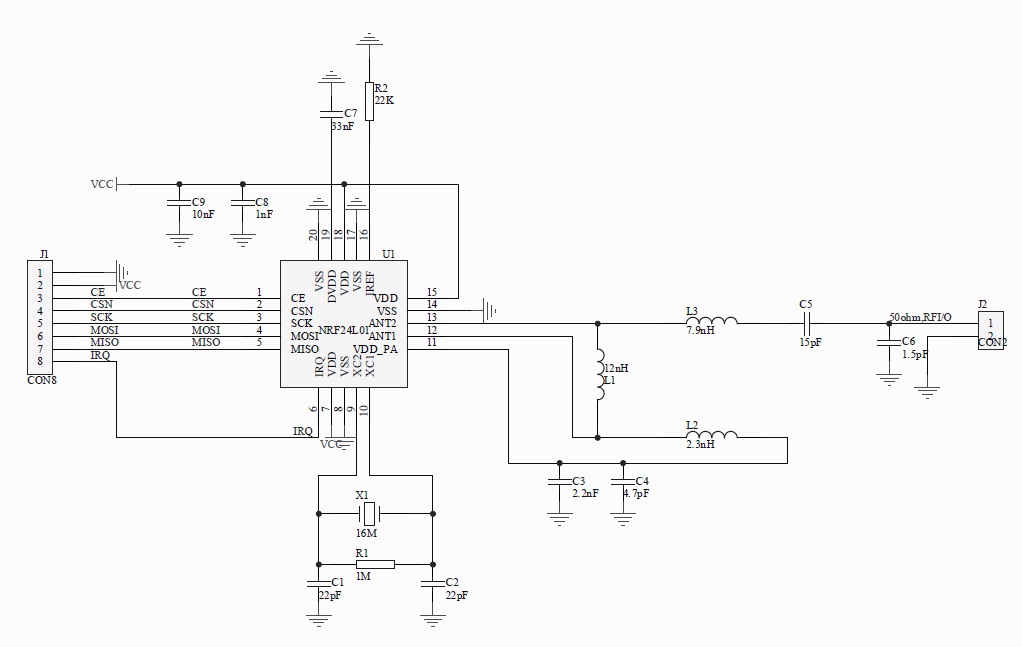 R2
22K
C7
33nF
VCC
C9
10nF
C8
1nF
20
19
18
17
16
J1
U1
1
2
3
4
5
6
7
8
VCC
CE CE 1
CSN CSN 2
SCK SCK 3
MOSI MOSI 4
MISO MISO 5
IRQ
CON8
VSS
DVDD
VDD
VSS
IREF
CE
CSN
SCK
MOSI
MISO
NRF24L01
VDD
VSS
ANT2
ANT1
VDD_PA
IRQ
VDD
VSS
XC2
XC1
15
14
13
12
11
6
7
8
9
10
IRQ
VCC
L3
7.9nH
C5
15pF
50ohm,RFI/O
J2
1
2
CON2
C6
1.5pF
12nH
L1
L2
2.3nH
C3
2.2nF
C4
4.7pF
X1
16M
R1
1M
C1
22pF
C2
22pF